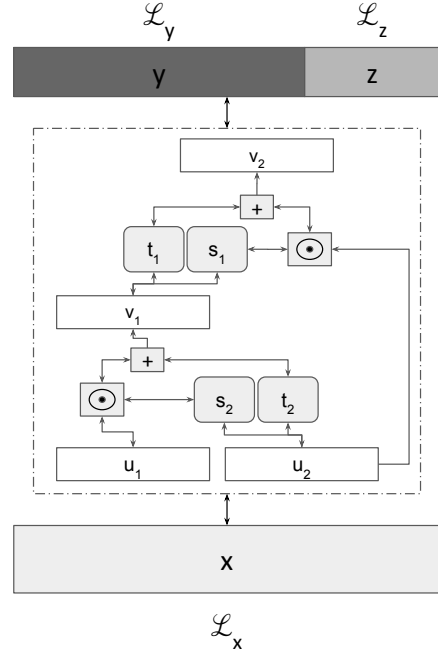 ℒy ℒz
y z
v2
+
t1 s1 ⊙
v1
+
⊙ s2 t2
u1 u2
x
ℒx